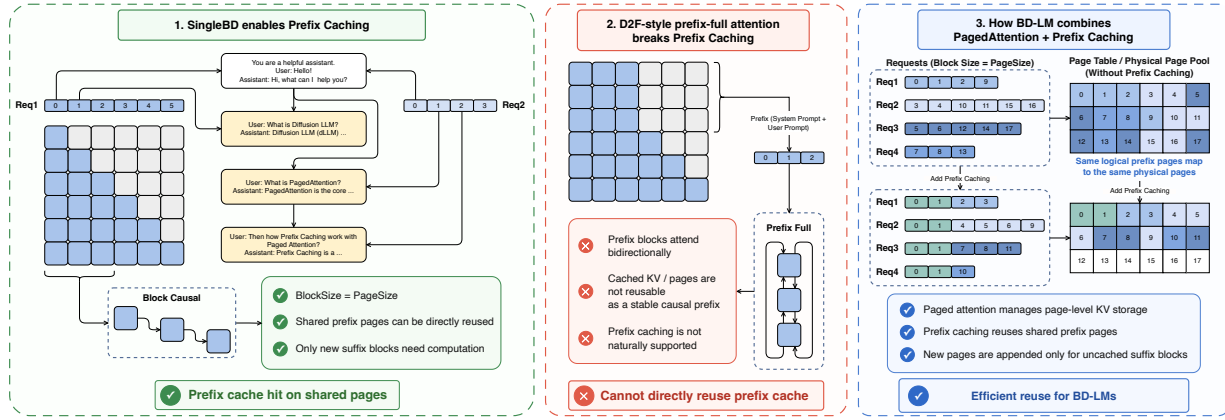 1. SingleBD enables Prefix Caching
You are a helpful assistant.
User: Hello!
Assistant: Hi, what can I help you?
Req1
0 1 2 3 4 5
0 1 2 3
Req2
User: What is Diffusion LLM?
Assistant: Diffusion LLM (dLLM) ...
User: What is PagedAttention?
Assistant: PagedAttention is the core ...
User: Then how Prefix Caching work with
Paged Attention?
Assistant: Prefix Caching is a ...
Block Causal
BlockSize = PageSize
Shared prefix pages can be directly reused
Only new suffix blocks need computation
Prefix cache hit on shared pages
2. D2F-style prefix-full attention
breaks Prefix Caching
Prefix (System Prompt +
User Prompt)
0 1 2
Prefix Full
Prefix blocks attend
bidirectionally
Cached KV / pages are
not reusable
as a stable causal prefix
Prefix caching is not
naturally supported
Cannot directly reuse prefix cache
3. How BD-LM combines
PagedAttention + Prefix Caching
Requests (Block Size = PageSize)
Req1
0 1 2 9
Req2
3 4 10 11 15 16
Req3
5 6 12 14 17
Req4
7 8 13
Page Table / Physical Page Pool
(Without Prefix Caching)
0 1 2 3 4 5
6 7 8 9 10 11
12 13 14 15 16 17
Same logical prefix pages map
to the same physical pages
Add Prefix Caching
Add Prefix Caching
Req1
0 1 2 3
Req2
0 1 4 5 6 9
Req3
0 1 7 8 11
Req4
0 1 10
0 1 2 3 4 5
6 7 8 9 10 11
12 13 14 15 16 17
Paged attention manages page-level KV storage
Prefix caching reuses shared prefix pages
New pages are appended only for uncached suffix blocks
Efficient reuse for BD-LMs